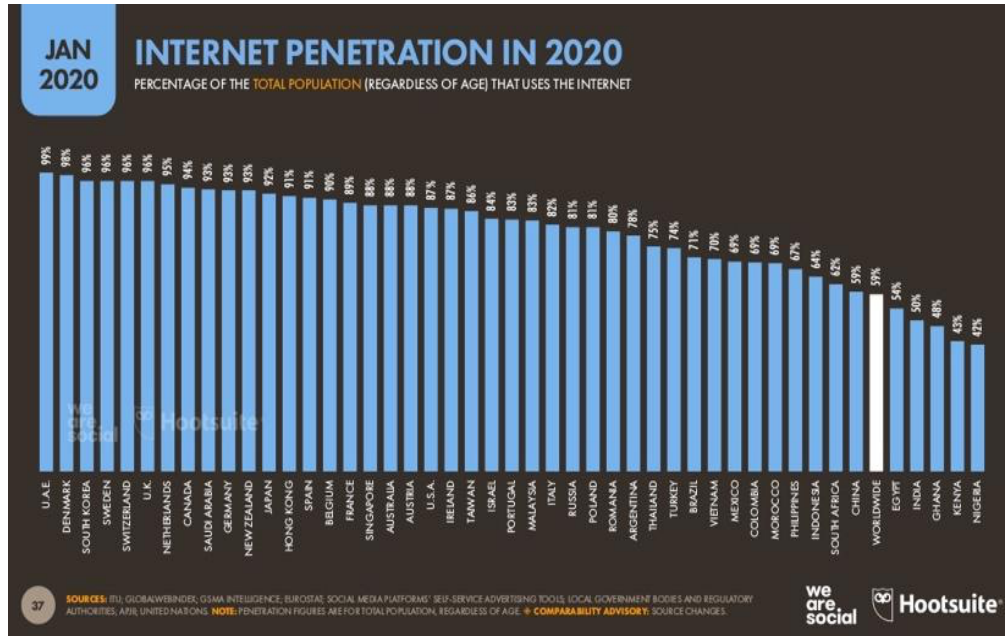 JAN
2020
INTERNET PENETRATION IN 2020
PERCENTAGE OF THE TOTAL POPULATION (REGARDLESS OF AGE) THAT USES THE INTERNET
99% 98% 96% 96% 96% 96% 95% 94% 93% 93% 93% 92% 91% 91% 90% 89% 88% 88% 88% 87% 87% 86% 84% 83% 83% 82% 81% 81% 80% 78% 75% 74% 71% 70% 69% 69% 69% 67% 64% 62% 59% 59% 54% 50% 48% 43% 42%
we
are.
social
Hootsuite
U.A.E.
DENMARK
SOUTH KOREA
SWEDEN
SWITZERLAND
U.K.
NETHERLANDS
CANADA
SAUDI ARABIA
GERMANY
NEW ZEALAND
JAPAN
HONG KONG
SPAIN
BELGIUM
FRANCE
SINGAPORE
AUSTRALIA
AUSTRIA
U.S.A.
IRELAND
TAIWAN
ISRAEL
PORTUGAL
MALAYSIA
ITALY
RUSSIA
POLAND
ROMANIA
ARGENTINA
THAILAND
TURKEY
BRAZIL
VIETNAM
MEXICO
COLOMBIA
MOROCCO
PHILIPPINES
INDONESIA
SOUTH AFRICA
CHINA
WORLDWIDE
EGYPT
INDIA
GHANA
KENYA
NIGERIA
37
SOURCES: ITU; GLOBALWEBINDEX; GSMA INTELLIGENCE; EUROSTAT; SOCIAL MEDIA PLATFORMS' SELF-SERVICE ADVERTISING TOOLS; LOCAL GOVERNMENT BODIES AND REGULATORY
AUTHORITIES; APJII; UNITED NATIONS. NOTE: PENETRATION FIGURES ARE FOR TOTAL POPULATION, REGARDLESS OF AGE. COMPARABILITY ADVISORY: SOURCE CHANGES.
we
are.
social
Hootsuite